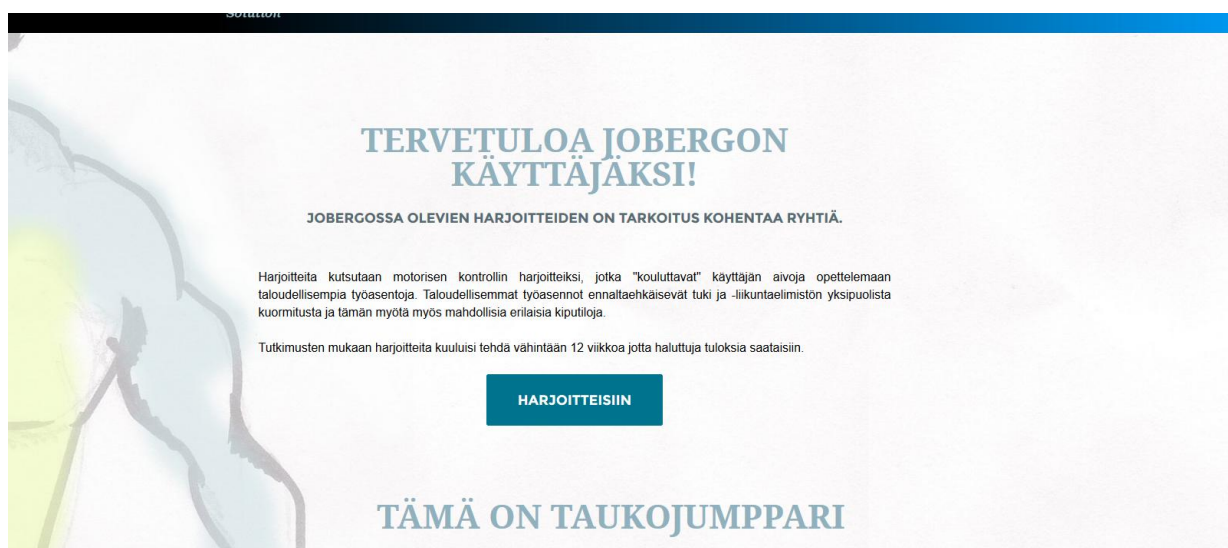 Solution
TERVETULOA JOBERGON
KÄYTTÄJÄKSI!
JOBERGOSSA OLEVIEN HARJOITTEIDEN ON TARKOITUS KOHENTAA RYHTIÄ.
Harjoitteita kutsutaan motorisen kontrollin harjoitteiksi, jotka "kouluttavat" käyttäjän aivoja opettelemaan
taloudellisempia työasentoja. Taloudellisemmat työasennot ennaltaehkäisevät tuki ja -liikuntaelimistön yksipuolista
kuormitusta ja tämän myötä myös mahdollisia erilaisia kiputiloja.
Tutkimusten mukaan harjoitteita kuuluisi tehdä vähintään 12 viikkoa jotta haluttuja tuloksia saataisiin.
HARJOITTEISIIN
TÄMÄ ON TAUKOJUMPPARI